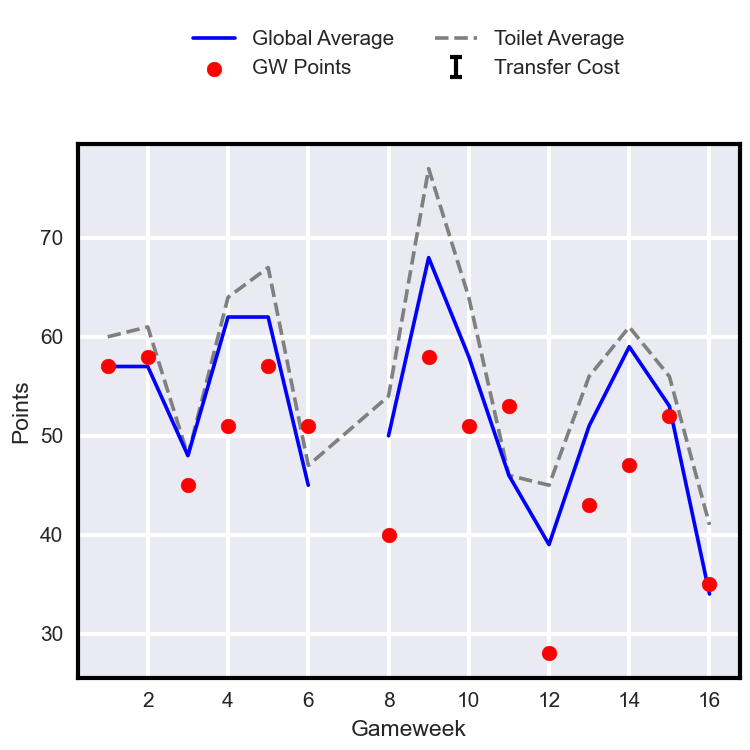 Global Average
Toilet Average
GW Points
Transfer Cost
70
60
50
40
30
Points
2 4 6 8 10 12 14 16
Gameweek